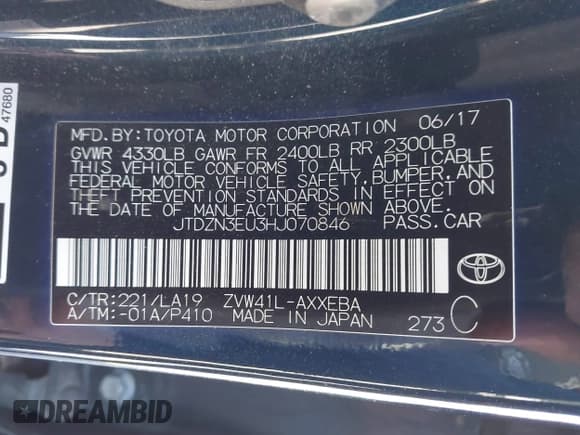 47680
MFD.BY:TOYOTA MOTOR CORPORATION 06/17
GVWR 4330LB GAWR FR 2400LB RR 2300LB
THIS VEHICLE CONFORMS TO ALL APPLICABLE
FEDERAL MOTOR VEHICLE SAFETY,BUMPER,AND
THEFT PREVENTION STANDARDS IN EFFECT ON
THE DATE OF MANUFACTURE SHOWN ABOVE.
JTDZN3EU3HJ070846 PASS.CAR
C/TR:221/LA19 ZVW41L-AXXEBA
A/TM:-01A/P410 MADE IN JAPAN 273 C
DREAMBID